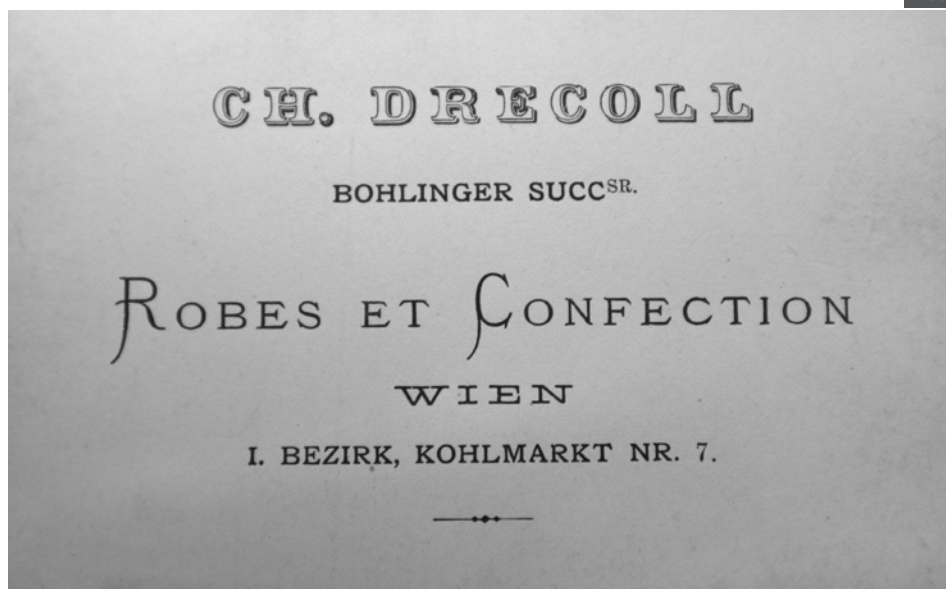 CH. DRECOLL
BOHLINGER SUCCSR.
ROBES ET CONFECTION
WIEN
I. BEZIRK, KOHLMARKT NR. 7.